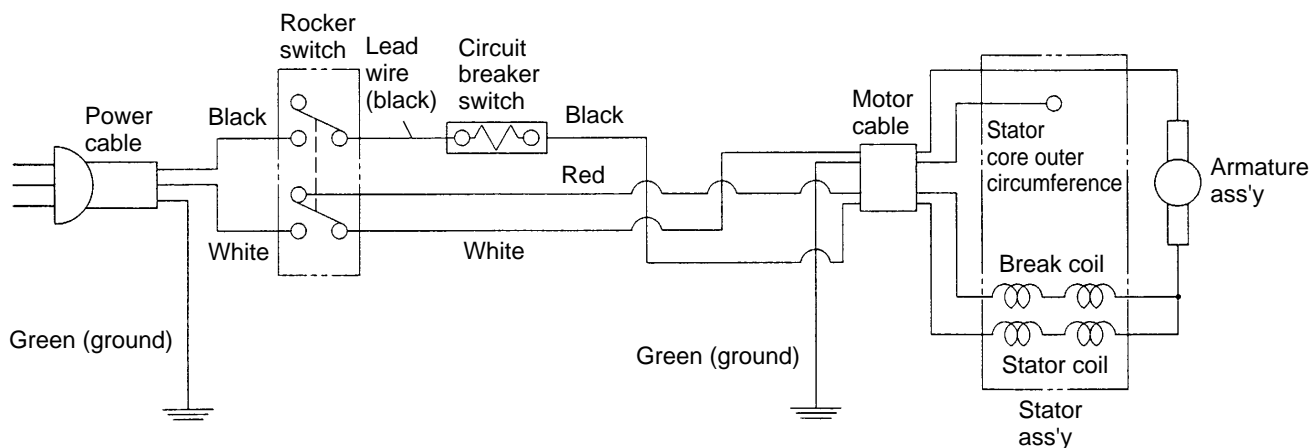 Rocker
switch
Lead
wire
(black)
Circuit
breaker
switch
Power
cable
Black
Black
Motor
cable
Stator
core outer
circumference
Armature
ass'y
Red
White
White
Break coil
Green (ground)
Green (ground)
Stator coil
Stator
ass'y